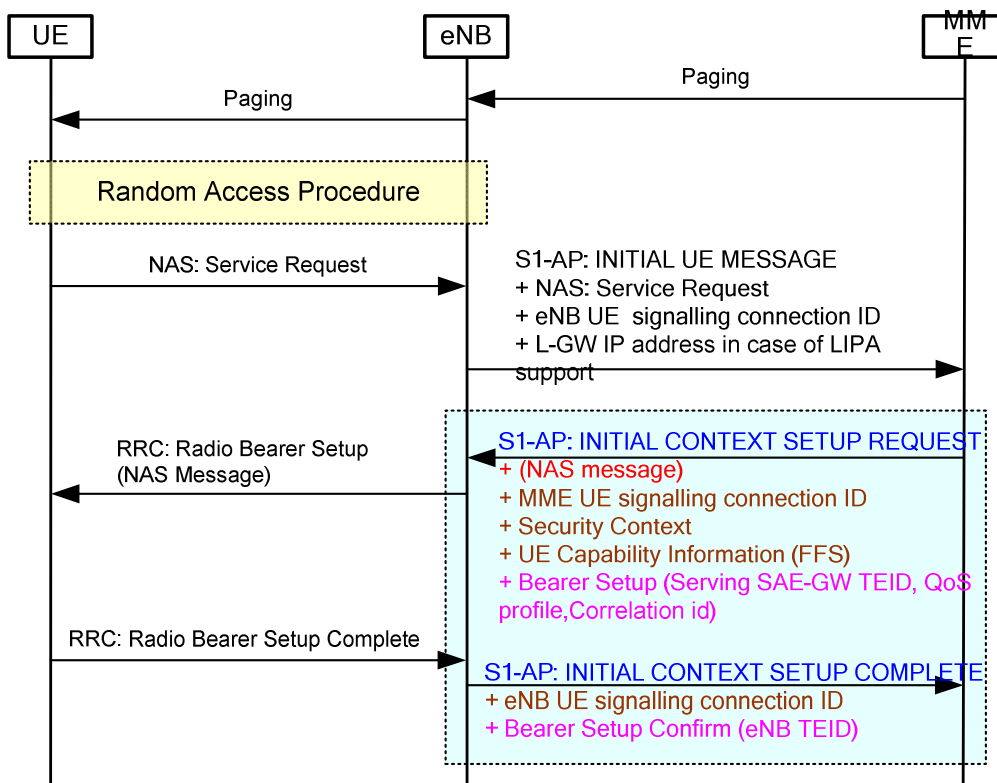 UE
eNB
MM
E
Paging
Paging
Random Access Procedure
NAS: Service Request
S1-AP: INITIAL UE MESSAGE
+ NAS: Service Request
+ eNB UE signalling connection ID
+ L-GW IP address in case of LIPA
support
RRC: Radio Bearer Setup
(NAS Message)
S1-AP: INITIAL CONTEXT SETUP REQUEST
+ (NAS message)
+ MME UE signalling connection ID
+ Security Context
+ UE Capability Information (FFS)
+ Bearer Setup (Serving SAE-GW TEID, QoS
profile,Correlation id)
RRC: Radio Bearer Setup Complete
S1-AP: INITIAL CONTEXT SETUP COMPLETE
+ eNB UE signalling connection ID
+ Bearer Setup Confirm (eNB TEID)